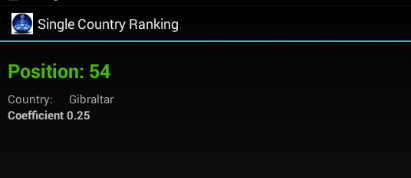 Single Country Ranking
Position: 54
Country: Gibraltar
Coefficient 0.25